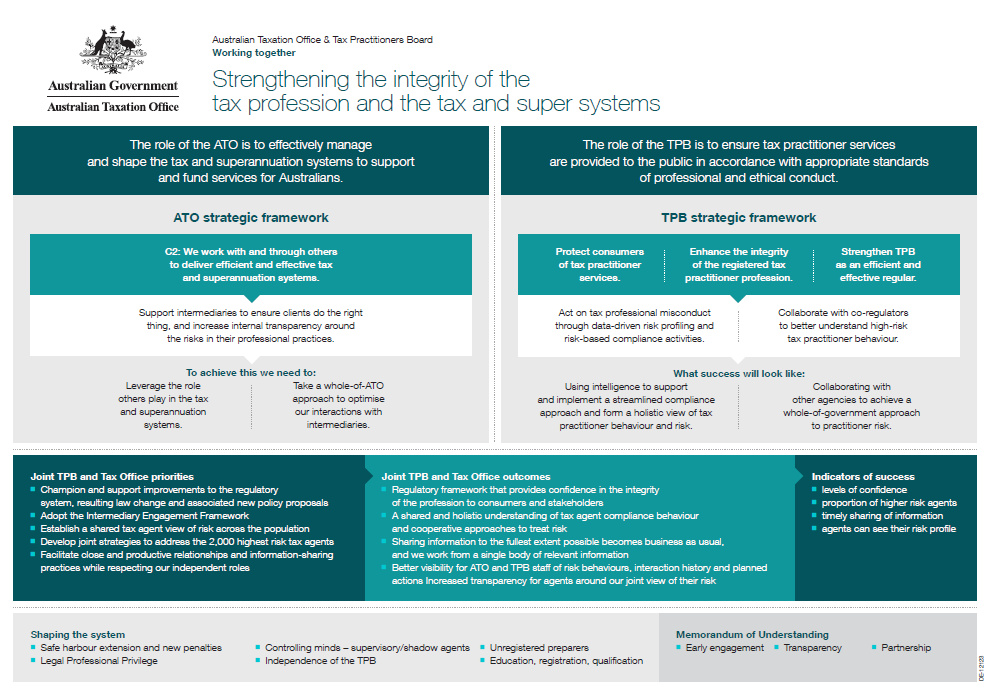 Australian Government
Australian Taxation Office
Australian Taxation Office & Tax Practitioners Board
Working together
Strengthening the integrity of the
tax profession and the tax and super systems
The role of the ATO is to effectively manage
and shape the tax and superannuation systems to support
and fund services for Australians.
ATO strategic framework
C2: We work with and through others
to deliver efficient and effective tax
and superannuation systems.
Support intermediaries to ensure clients do the right
thing, and increase internal transparency around
the risks in their professional practices.
To achieve this we need to:
Leverage the role
others play in the tax
and superannuation
systems.
Take a whole-of-ATO
approach to optimise
our interactions with
intermediaries.
The role of the TPB is to ensure tax practitioner services
are provided to the public in accordance with appropriate standards
of professional and ethical conduct.
TPB strategic framework
Protect consumers
of tax practitioner
services.
Enhance the integrity
of the registered tax
practitioner profession.
Strengthen TPB
as an efficient and
effective regular.
Act on tax professional misconduct
through data-driven risk profiling and
risk-based compliance activities.
Collaborate with co-regulators
to better understand high-risk
tax practitioner behaviour.
What success will look like:
Using intelligence to support
and implement a streamlined compliance
approach and form a holistic view of tax
practitioner behaviour and risk.
Collaborating with
other agencies to achieve a
whole-of-government approach
to practitioner risk.
Joint TPB and Tax Office priorities
Champion and support improvements to the regulatory
system, resulting law change and associated new policy proposals
Adopt the Intermediary Engagement Framework
Establish a shared tax agent view of risk across the population
Develop joint strategies to address the 2,000 highest risk tax agents
Facilitate close and productive relationships and information-sharing
practices while respecting our independent roles
Joint TPB and Tax Office outcomes
Regulatory framework that provides confidence in the integrity
of the profession to consumers and stakeholders
A shared and holistic understanding of tax agent compliance behaviour
and cooperative approaches to treat risk
Sharing information to the fullest extent possible becomes business as usual,
and we work from a single body of relevant information
Better visibility for ATO and TPB staff of risk behaviours, interaction history and planned
actions Increased transparency for agents around our joint view of their risk
Indicators of success
levels of confidence
proportion of higher risk agents
timely sharing of information
agents can see their risk profile
Shaping the system
Safe harbour extension and new penalties
Legal Professional Privilege
Controlling minds – supervisory/shadow agents
Independence of the TPB
Unregistered preparers
Education, registration, qualification
Memorandum of Understanding
Early engagement
Transparency
Partnership